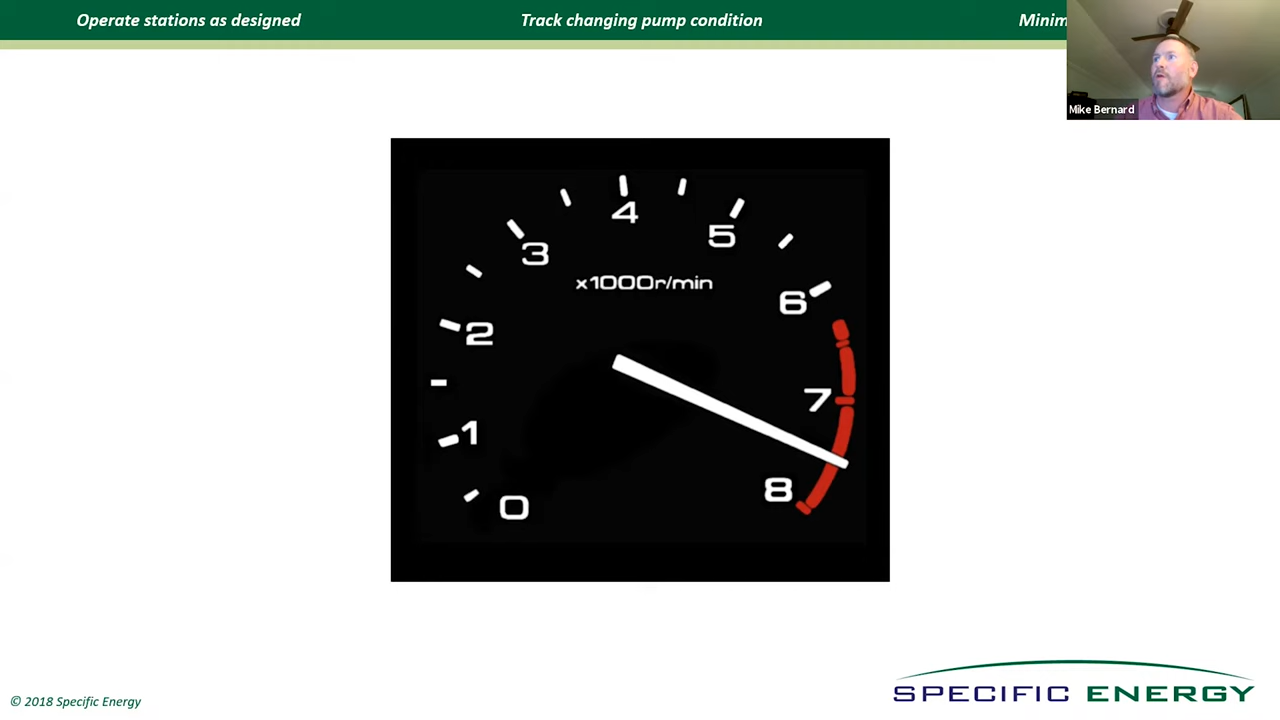 Operate stations as designed
Track changing pump condition
Mike Bernard
4
5
3
x1000r/min
6
2
7
1
8
0
© 2018 Specific Energy
SPECIFIC ENERGY